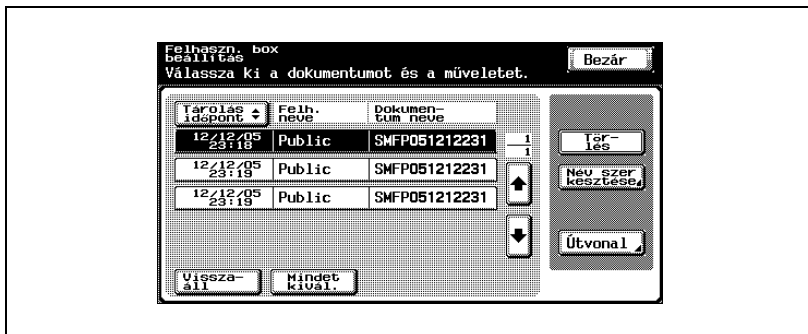 Felhaszn. box
beállítás
Válassza ki a dokumentumot és a műveletet.
Bezár
Tárolás
időpont
Felh.
neve
Dokumen-
tum neve
12/12/05
23:18
Public
SMFP051212231
1
1
12/12/05
23:19
Public
SMFP051212231
12/12/05
23:19
Public
SMFP051212231
Tör-
lés
Név szer
kesztése
Útvonal
Vissza-
áll
Mindet
kivál.